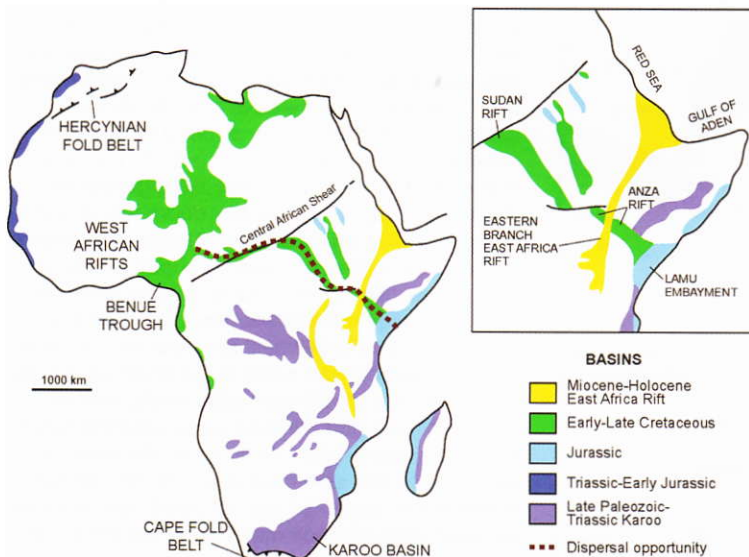 HERCYNIAN
FOLD BELT
WEST
AFRICAN
RIFTS
BENUE
TROUGH
Central African Shear
1000 km
CAPE FOLD
BELT
KAROO BASIN
RED SEA
GULF OF
ADEN
SUDAN
RIFT
ANZA
RIFT
EASTERN
BRANCH
EAST AFRICA
RIFT
LAMU
EMBAYMENT
BASINS
Miocene-Holocene
East Africa Rift
Early-Late Cretaceous
Jurassic
Triassic-Early Jurassic
Late Paleozoic-
Triassic Karoo
Dispersal opportunity